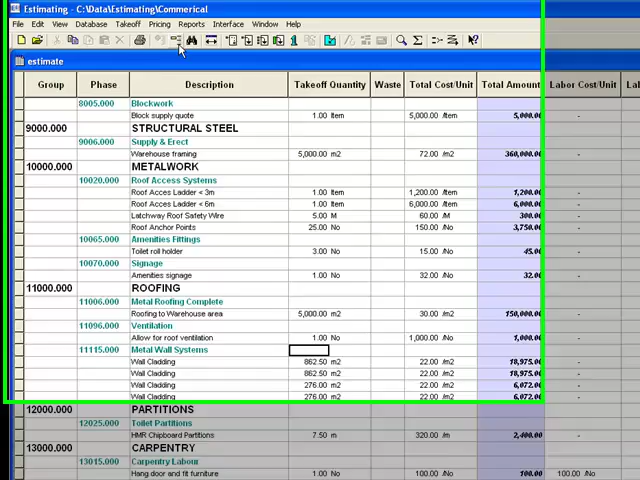 Estimating - C:\Data\Estimating\Commerical
File Edit View Database Takeoff Pricing Reports Interface Window Help
estimate
Group Phase Description Takeoff Quantity Waste Total Cost/Unit Total Amount Labor Cost/Unit Lab
8005.000 Blockwork
Block supply quote 1.00 Item 5,000.00 /Item 5,000.00 -
9000.000 STRUCTURAL STEEL
9006.000 Supply & Erect
Warehouse framing 5,000.00 m2 72.00 /m2 360,000.00 -
10000.000 METALWORK
10020.000 Roof Access Systems
Roof Acces Ladder < 3m 1.00 Item 1,200.00 /Item 1,200.00 -
Roof Acces Ladder < 6m 1.00 Item 6,000.00 /Item 6,000.00 -
Latchway Roof Safety Wire 5.00 M 60.00 /M 300.00 -
Roof Anchor Points 25.00 No 150.00 /No 3,750.00 -
10065.000 Amenities Fittings
Toilet roll holder 3.00 No 15.00 /No 45.00 -
10070.000 Signage
Amenities signage 1.00 No 32.00 /No 32.00 -
11000.000 ROOFING
11006.000 Metal Roofing Complete
Roofing to Warehouse area 5,000.00 m2 30.00 /m2 150,000.00 -
11096.000 Ventilation
Allow for roof ventilation 1.00 No 1,000.00 /No 1,000.00 -
11115.000 Metal Wall Systems
Wall Cladding 862.50 m2 22.00 /m2 18,975.00 -
Wall Cladding 862.50 m2 22.00 /m2 18,975.00 -
Wall Cladding 276.00 m2 22.00 /m2 6,072.00 -
Wall Cladding 276.00 m2 22.00 /m2 6,072.00 -
12000.000 PARTITIONS
12025.000 Toilet Partitions
HMR Chipboard Partitions 7.50 m 320.00 /m 2,400.00 -
13000.000 CARPENTRY
13015.000 Carpentry Labour
Hang door and fit furniture 1.00 No 100.00 /No 100.00 100.00 /No